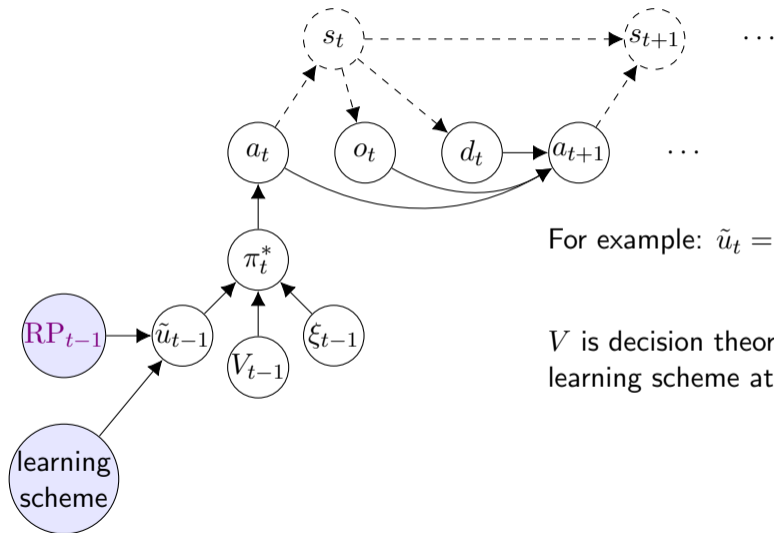 s_t s_{t+1} ⋯
a_t o_t d_t a_{t+1} ⋯
For example: ũ_t =
π_t^*
RP_{t−1} ũ_{t−1} ξ_{t−1}
V is decision theor
V_{t−1}
learning scheme at
learning
scheme